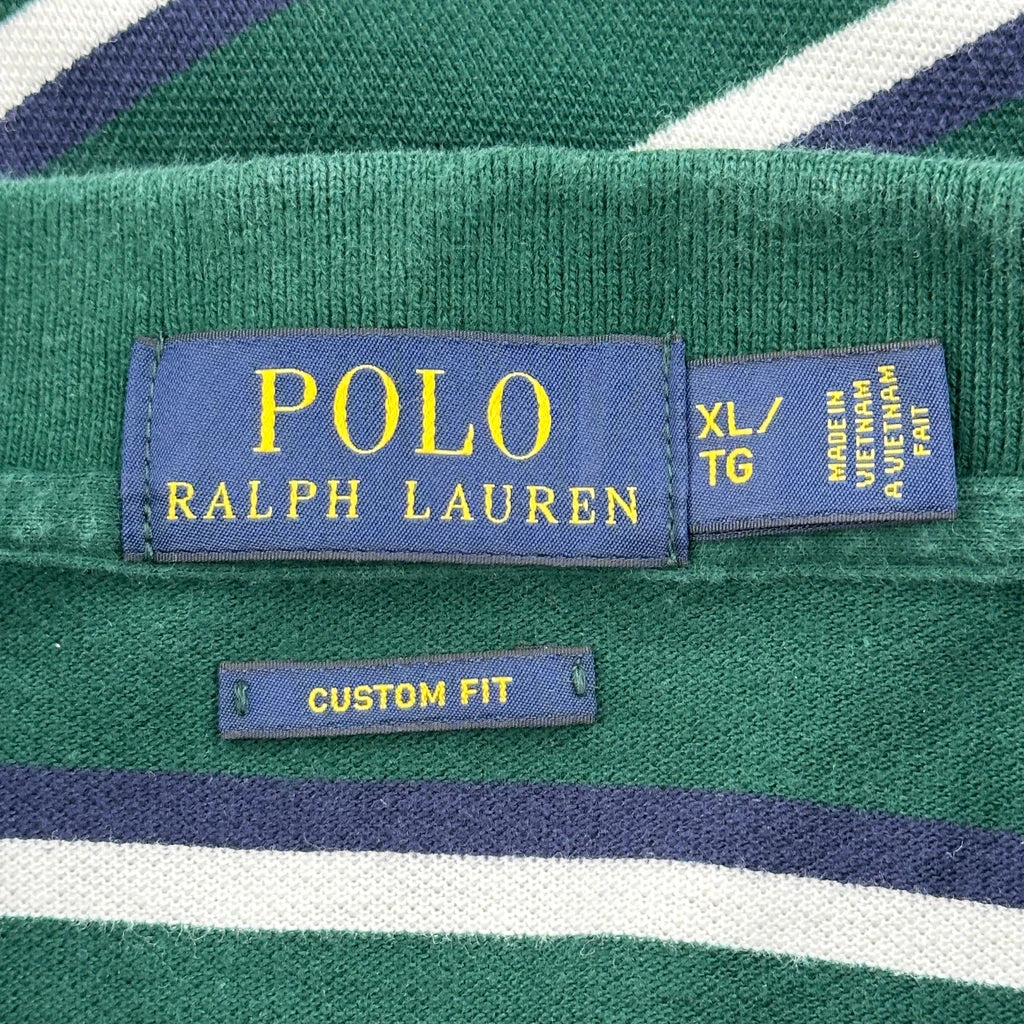 POLO
RALPH LAUREN
XL/
TG
MADE IN
VIETNAM
A VIETNAM
FAIT
CUSTOM FIT